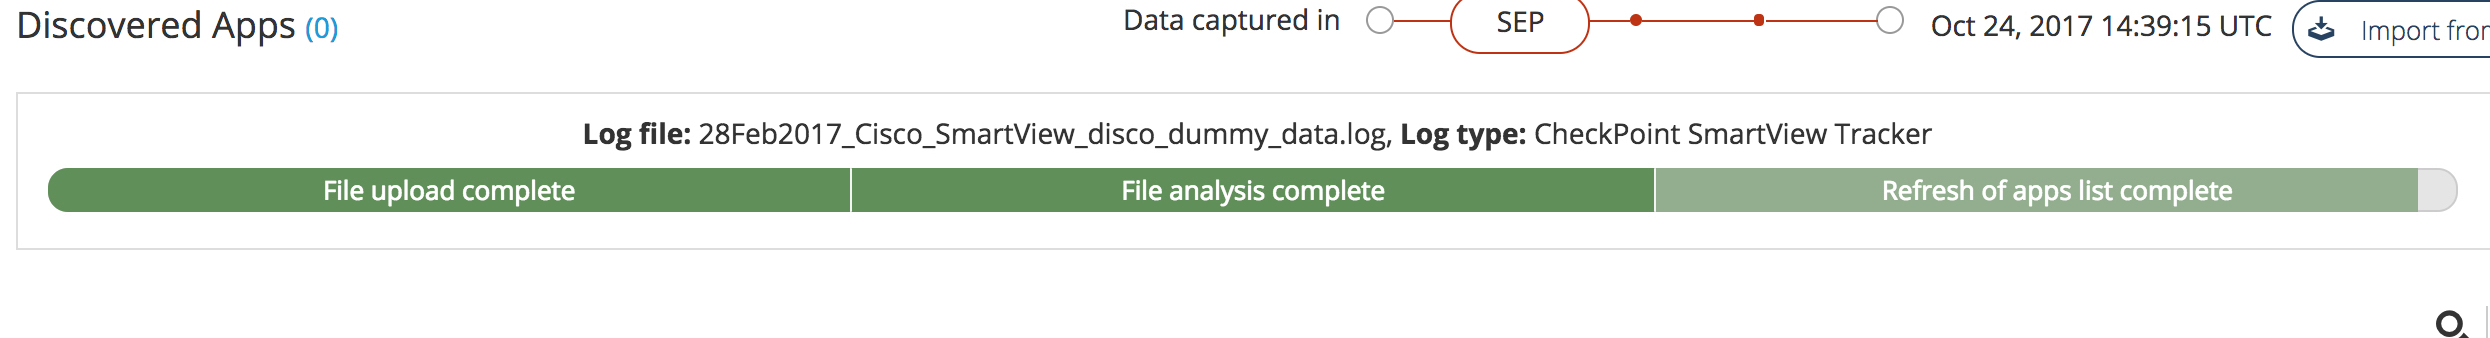 Discovered Apps (0)
Data captured in SEP Oct 24, 2017 14:39:15 UTC Import from
Log file: 28Feb2017_Cisco_SmartView_disco_dummy_data.log, Log type: CheckPoint SmartView Tracker
File upload complete File analysis complete Refresh of apps list complete